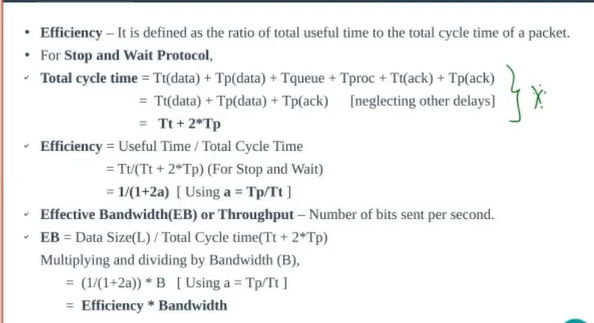 • Efficiency – It is defined as the ratio of total useful time to the total cycle time of a packet.
• For Stop and Wait Protocol,
✓ Total cycle time = Tt(data) + Tp(data) + Tqueue + Tproc + Tt(ack) + Tp(ack)
= Tt(data) + Tp(data) + Tp(ack) [neglecting other delays]
= Tt + 2*Tp
✓ Efficiency = Useful Time / Total Cycle Time
= Tt/(Tt + 2*Tp) (For Stop and Wait)
= 1/(1+2a) [ Using a = Tp/Tt ]
✓ Effective Bandwidth(EB) or Throughput – Number of bits sent per second.
✓ EB = Data Size(L) / Total Cycle time(Tt + 2*Tp)
Multiplying and dividing by Bandwidth (B),
= (1/(1+2a)) * B [ Using a = Tp/Tt ]
= Efficiency * Bandwidth